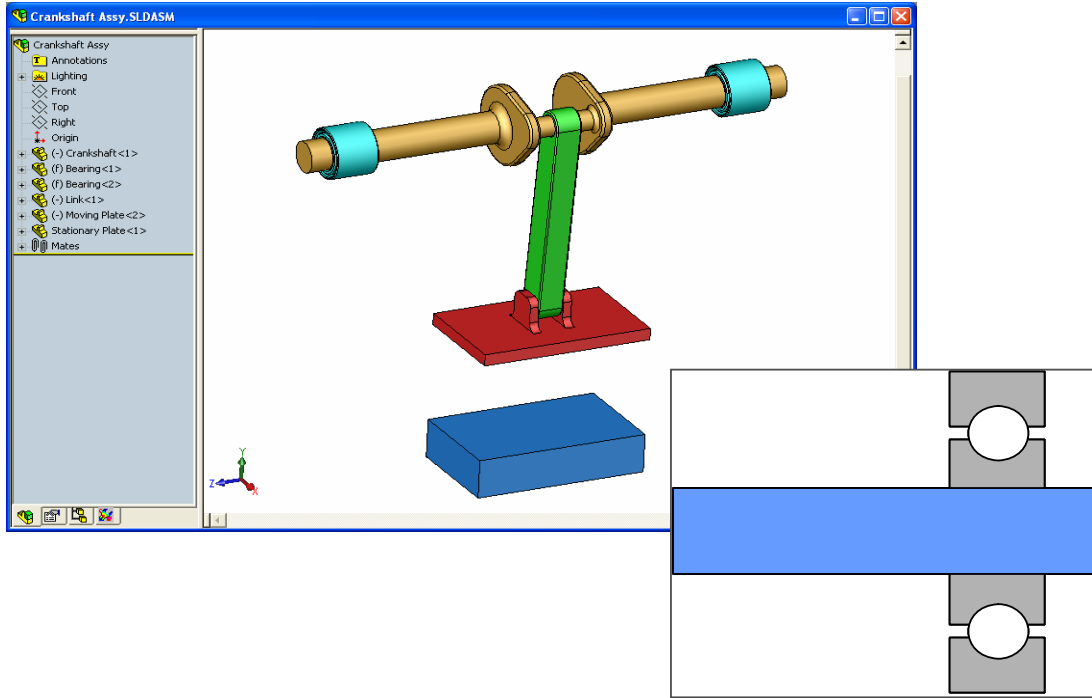 Crankshaft Assy.SLDASM
Crankshaft Assy
Annotations
Lighting
Front
Top
Right
Origin
(-) Crankshaft<1>
(f) Bearing<1>
(f) Bearing<2>
(-) Link<1>
(-) Moving Plate<2>
Stationary Plate<1>
Mates
Y
Z
X